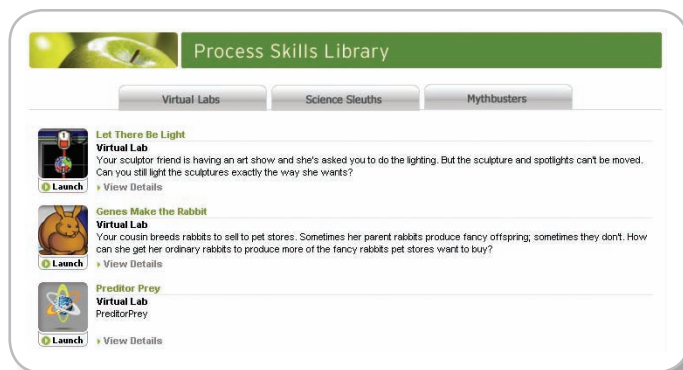 Process Skills Library
Virtual Labs
Science Sleuths
Mythbusters
Let There Be Light
Virtual Lab
Your sculptor friend is having an art show and she's asked you to do the lighting. But the sculpture and spotlights can't be moved.
Can you still light the sculptures exactly the way she wants?
Launch
View Details
Genes Make the Rabbit
Virtual Lab
Your cousin breeds rabbits to sell to pet stores. Sometimes her parent rabbits produce fancy offspring; sometimes they don't. How
can she get her ordinary rabbits to produce more of the fancy rabbits pet stores want to buy?
Launch
View Details
Preditor Prey
Virtual Lab
PreditorPrey
Launch
View Details